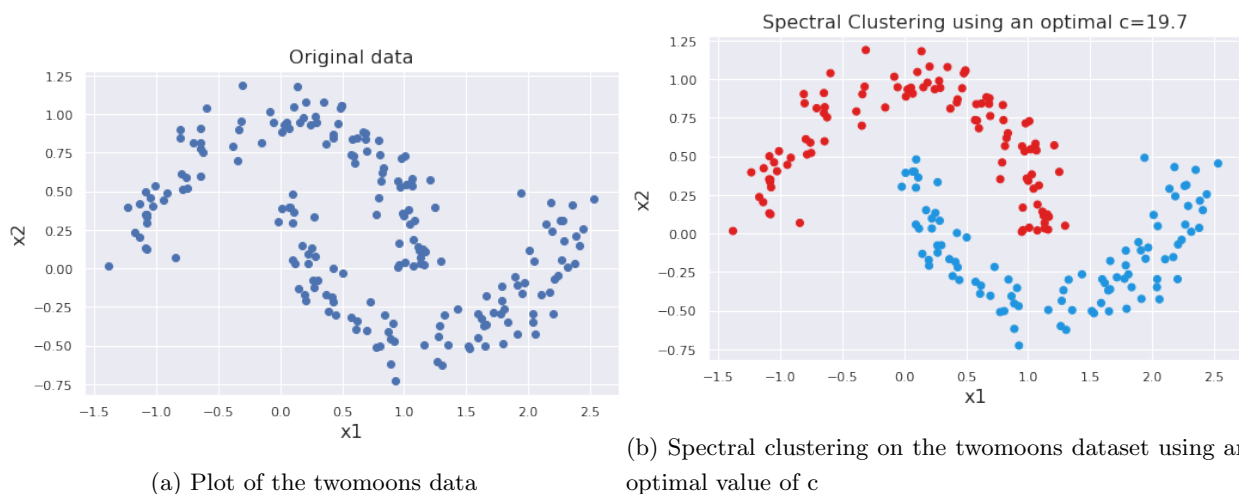 Original data
1.25
1.00
0.75
0.50
0.25
0.00
−0.25
−0.50
−0.75
x2
−1.5 −1.0 −0.5 0.0 0.5 1.0 1.5 2.0 2.5
x1
(a) Plot of the twomoons data
Spectral Clustering using an optimal c=19.7
1.25
1.00
0.75
0.50
0.25
0.00
−0.25
−0.50
−0.75
x2
−1.5 −1.0 −0.5 0.0 0.5 1.0 1.5 2.0 2.5
x1
(b) Spectral clustering on the twomoons dataset using an
optimal value of c